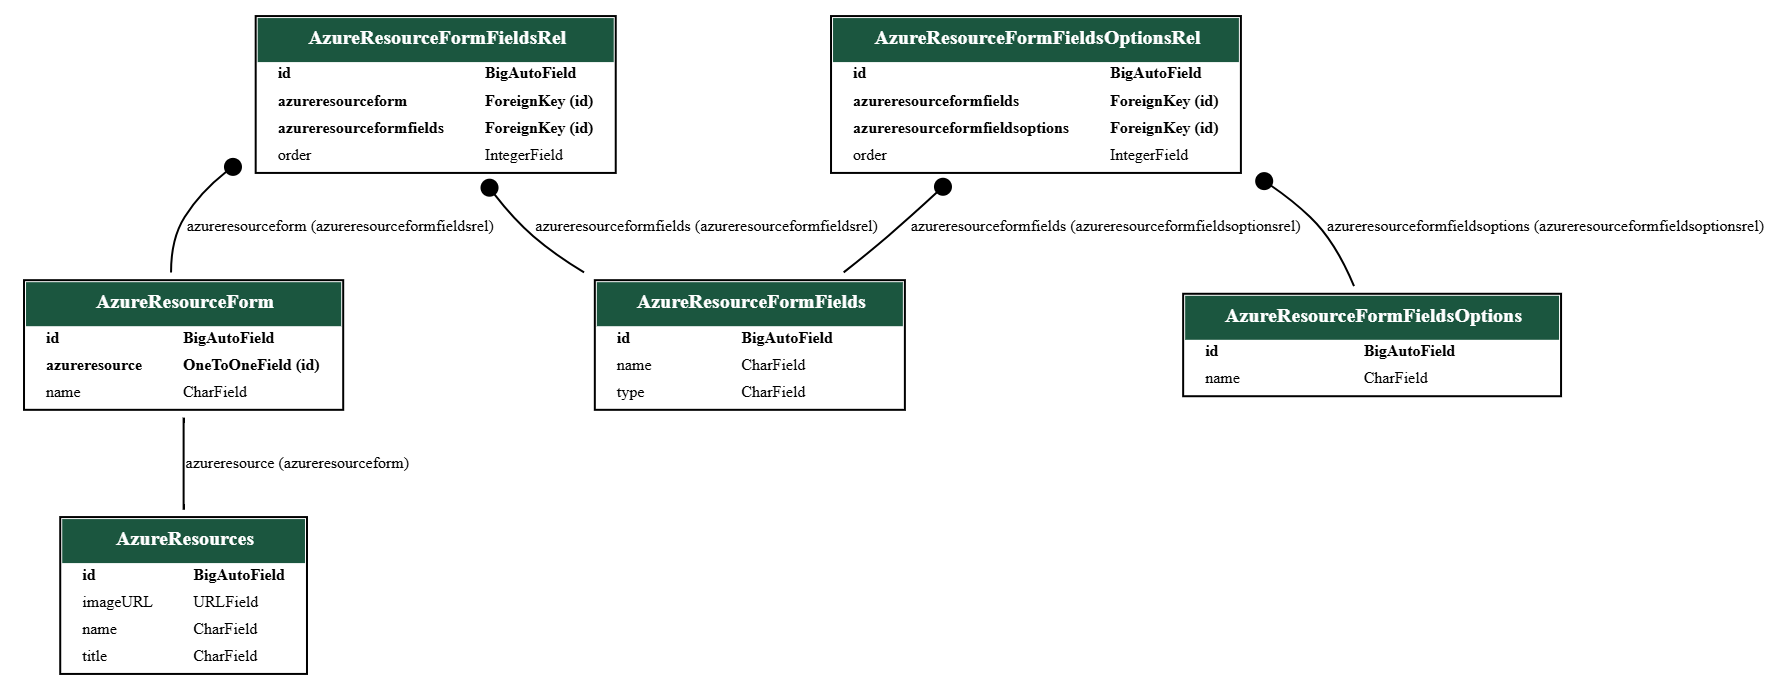 AzureResourceFormFieldsRel
id BigAutoField
azureresourceform ForeignKey (id)
azureresourceformfields ForeignKey (id)
order IntegerField
AzureResourceFormFieldsOptionsRel
id BigAutoField
azureresourceformfields ForeignKey (id)
azureresourceformfieldsoptions ForeignKey (id)
order IntegerField
azureresourceform (azureresourceformfieldsrel)
azureresourceformfields (azureresourceformfieldsrel)
azureresourceformfields (azureresourceformfieldsoptionsrel)
azureresourceformfieldsoptions (azureresourceformfieldsoptionsrel)
AzureResourceForm
id BigAutoField
azureresource OneToOneField (id)
name CharField
AzureResourceFormFields
id BigAutoField
name CharField
type CharField
AzureResourceFormFieldsOptions
id BigAutoField
name CharField
azureresource (azureresourceform)
AzureResources
id BigAutoField
imageURL URLField
name CharField
title CharField